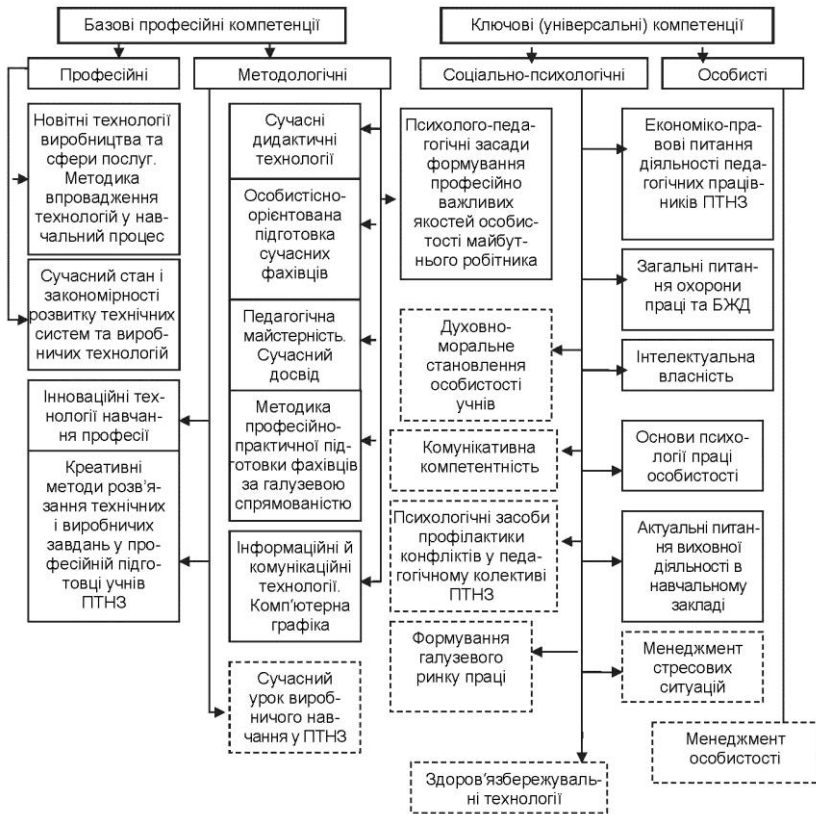 Базові професійні компетенції
Ключові (універсальні) компетенції
Професійні
Методологічні
Соціально-психологічні
Особисті
Новітні технології
виробництва та
сфери послуг.
Методика
впровадження
технологій у нав-
чальний процес
Сучасний стан і
закономірності
розвитку технічних
систем та вироб-
ничих технологій
Інноваційні тех-
нології навчання
професії
Креативні
методи розв'я-
зання технічних
і виробничих
завдань у про-
фесійній підго-
товці учнів
ПТНЗ
Сучасні
дидактичні
технології
Особистісно-
орієнтована
підготовка
сучасних
фахівців
Педагогічна
майстерність.
Сучасний
досвід
Методика
професійно-
практичної під-
готовки фахівців
за галузевою
спрямованістю
Інформаційні й
комунікаційні
технології.
Комп'ютерна
графіка
Сучасний
урок вироб-
ничого нав-
чання у ПТНЗ
Психолого-педа-
гогічні засади
формування
професійно
важливих
якостей особис-
тості майбут-
нього робітника
Духовно-
моральне
становлення
особистості
учнів
Комунікативна
компетентність
Психологічні засоби
профілактики
конфліктів у педа-
гогічному колективі
ПТНЗ
Формування
галузевого
ринку праці
Здоров'язбережуваль-
ні технології
Економіко-пра-
вові питання
діяльності педа-
гогічних праців-
ників ПТНЗ
Загальні питан-
ня охорони
праці та БЖД
Інтелектуальна
власність
Основи психо-
логії праці
особистості
Актуальні питан-
ня виховної
діяльності в
навчальному
закладі
Менеджмент
стресових
ситуацій
Менеджмент
особистості